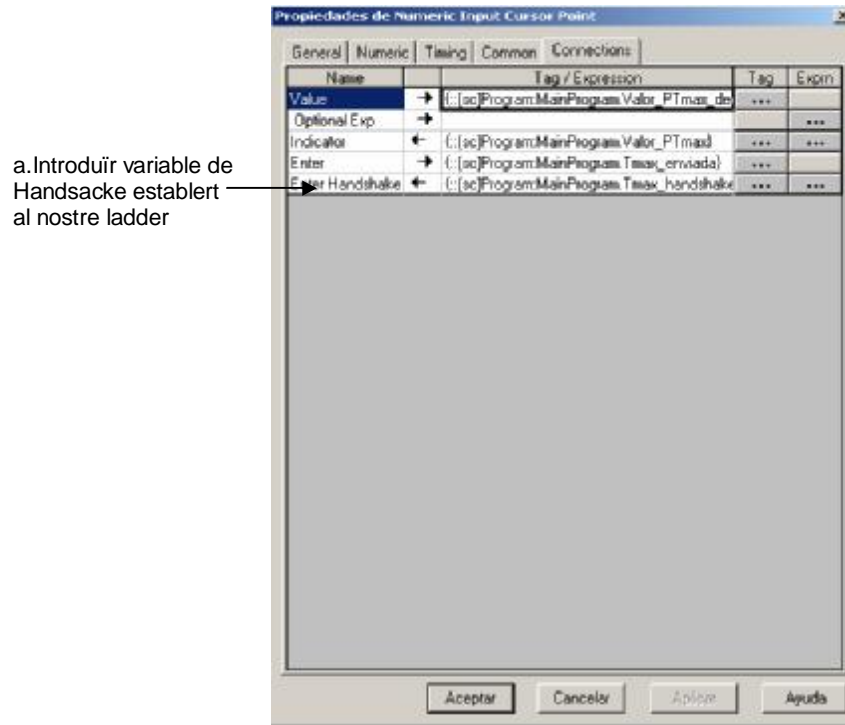 Propiedades de Numeric Input Cursor Point
General Numeric Timing Common Connections
Name Tag / Expression Tag Exprn
Value → {::[sc]Program:MainProgram.Valor_PTmax_de ...
Optional Exp → ...
Indicator ← {::[sc]Program:MainProgram.Valor_PTmax} ... ...
Enter → {::[sc]Program:MainProgram.Tmax_enviada} ...
Enter Handshake ← {::[sc]Program:MainProgram.Tmax_handshake ... ...
a.Introduïr variable de
Handsacke establert
al nostre ladder
Aceptar Cancelar Aplicar Ayuda